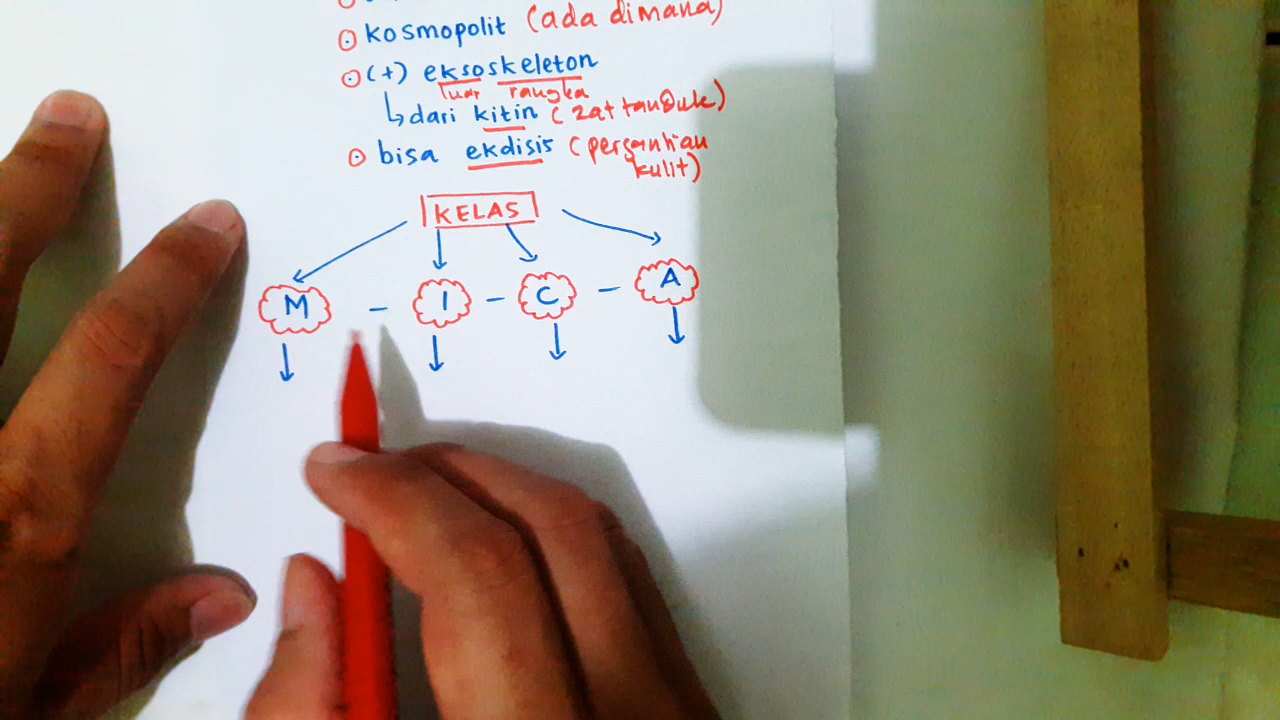 kosmopolit (ada dimana)
(+) eksoskeleton
luar rangka
↳ dari kitin (zat tanduk)
bisa ekdisis (pergantian
kulit)
KELAS
M - I - C - A